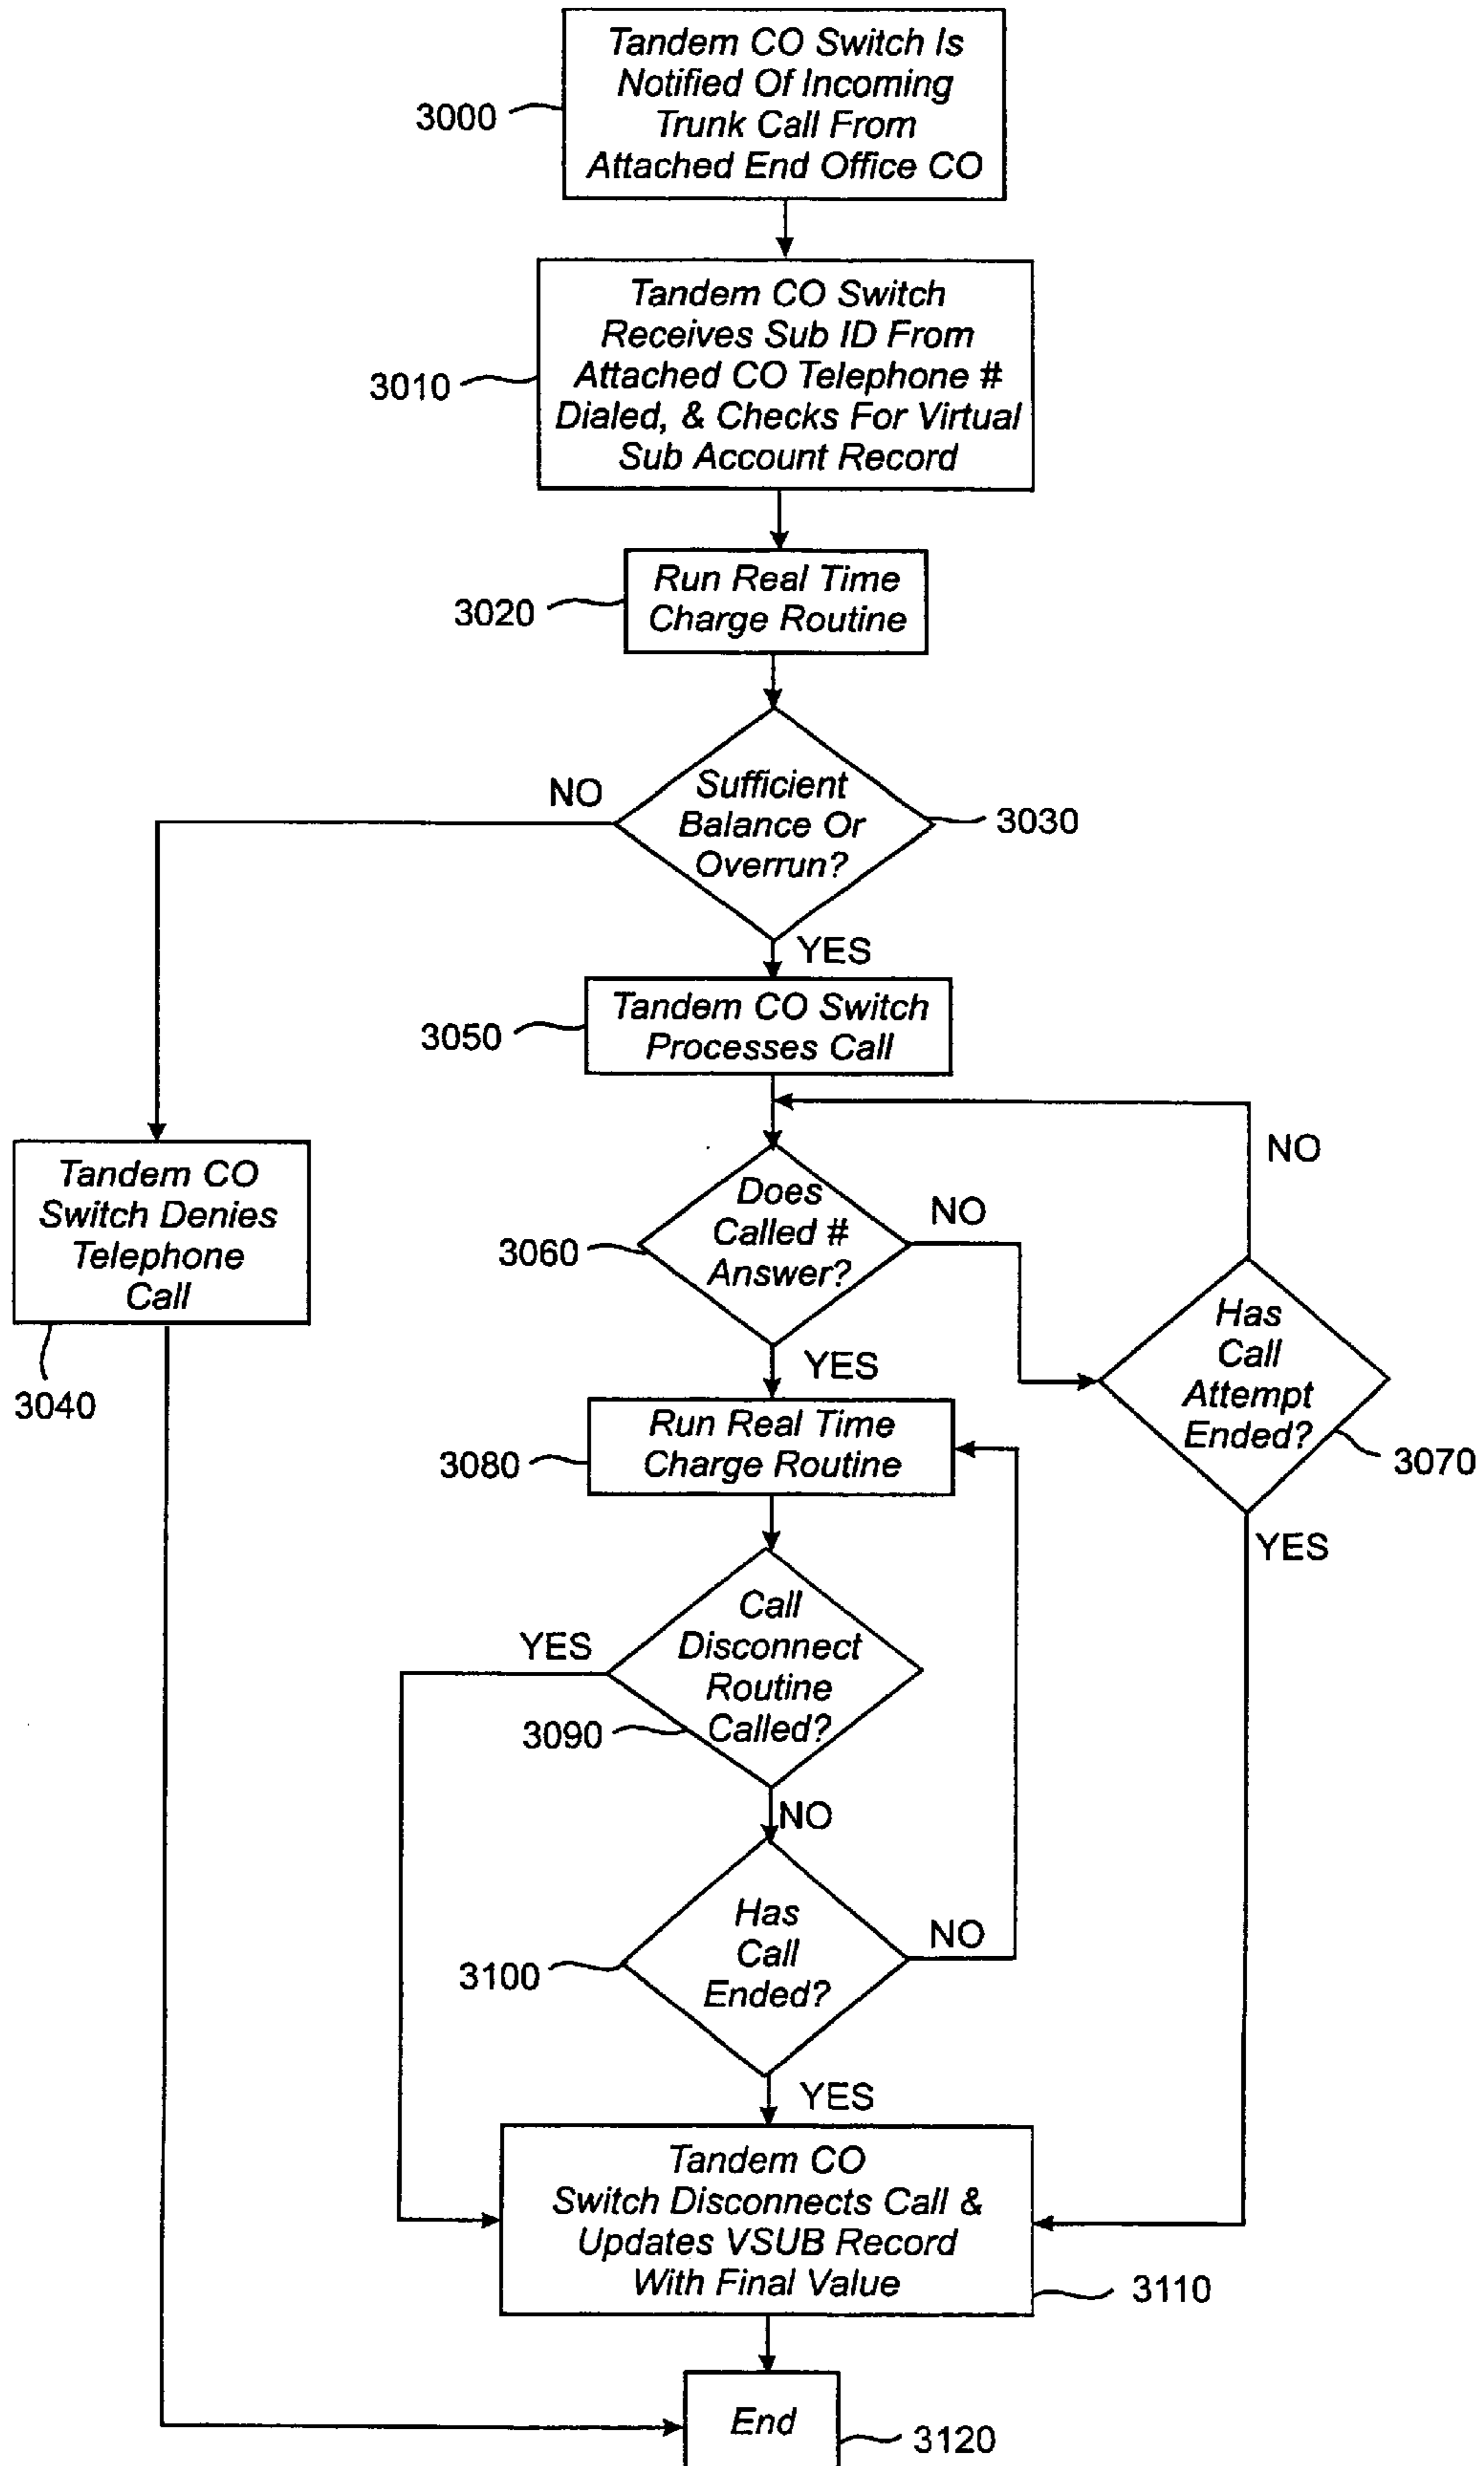 Tandem CO Switch Is
Notified Of Incoming
Trunk Call From
Attached End Office CO
3000
Tandem CO Switch
Receives Sub ID From
Attached CO Telephone #
Dialed, & Checks For Virtual
Sub Account Record
3010
Run Real Time
Charge Routine
3020
Sufficient
Balance Or
Overrun?
3030
NO
YES
Tandem CO Switch
Processes Call
3050
Tandem CO
Switch Denies
Telephone
Call
3040
Does
Called #
Answer?
3060
NO
YES
Has
Call
Attempt
Ended?
3070
NO
YES
Run Real Time
Charge Routine
3080
Call
Disconnect
Routine
Called?
3090
YES
NO
Has
Call
Ended?
3100
NO
YES
Tandem CO
Switch Disconnects Call &
Updates VSUB Record
With Final Value
3110
End
3120